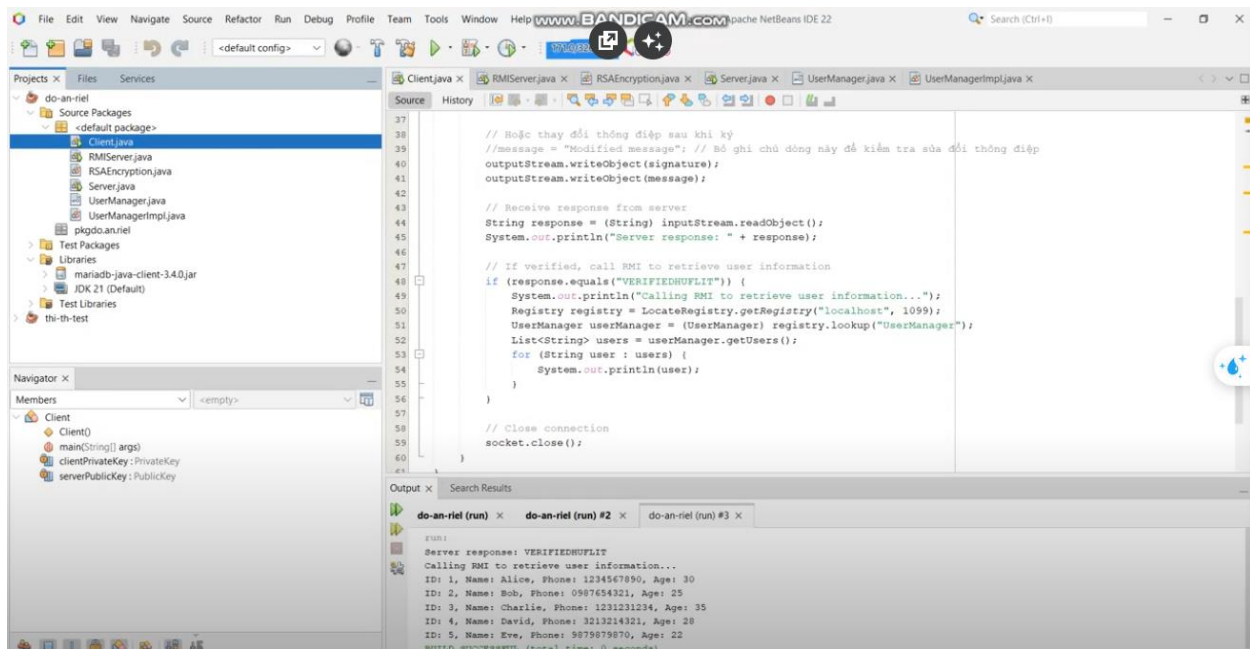 File Edit View Navigate Source Refactor Run Debug Profile Team Tools Window Help
WWW.BANDICAM.COM
Apache NetBeans IDE 22
Search (Ctrl+I)
<default config>
Projects Files Services
do-an-riel
Source Packages
<default package>
Client.java
RMIServer.java
RSAEncryption.java
Server.java
UserManager.java
UserManagerImpl.java
pkgdo.an.riel
Test Packages
Libraries
mariadb-java-client-3.4.0.jar
JDK 21 (Default)
Test Libraries
thi-th-test
Navigator
Members <empty>
Client
Client()
main(String[] args)
clientPrivateKey : PrivateKey
serverPublicKey : PublicKey
Client.java RMIServer.java RSAEncryption.java Server.java UserManager.java UserManagerImpl.java
Source History
37
38 // Hoặc thay đổi thông điệp sau khi ký
39 //message = "Modified message"; // Bỏ ghi chú dòng này để kiểm tra sửa đổi thông điệp
40 outputStream.writeObject(signature);
41 outputStream.writeObject(message);
42
43 // Receive response from server
44 String response = (String) inputStream.readObject();
45 System.out.println("Server response: " + response);
46
47 // If verified, call RMI to retrieve user information
48 if (response.equals("VERIFIEDHUFLIT")) {
49 System.out.println("Calling RMI to retrieve user information...");
50 Registry registry = LocateRegistry.getRegistry("localhost", 1099);
51 UserManager userManager = (UserManager) registry.lookup("UserManager");
52 List<String> users = userManager.getUsers();
53 for (String user : users) {
54 System.out.println(user);
55 }
56 }
57
58 // Close connection
59 socket.close();
60 }
61 }
Output Search Results
do-an-riel (run) do-an-riel (run) #2 do-an-riel (run) #3
run:
Server response: VERIFIEDHUFLIT
Calling RMI to retrieve user information...
ID: 1, Name: Alice, Phone: 1234567890, Age: 30
ID: 2, Name: Bob, Phone: 0987654321, Age: 25
ID: 3, Name: Charlie, Phone: 1231231234, Age: 35
ID: 4, Name: David, Phone: 3213214321, Age: 28
ID: 5, Name: Eve, Phone: 9879879870, Age: 22
BUILD SUCCESSFUL (total time: 0 seconds)